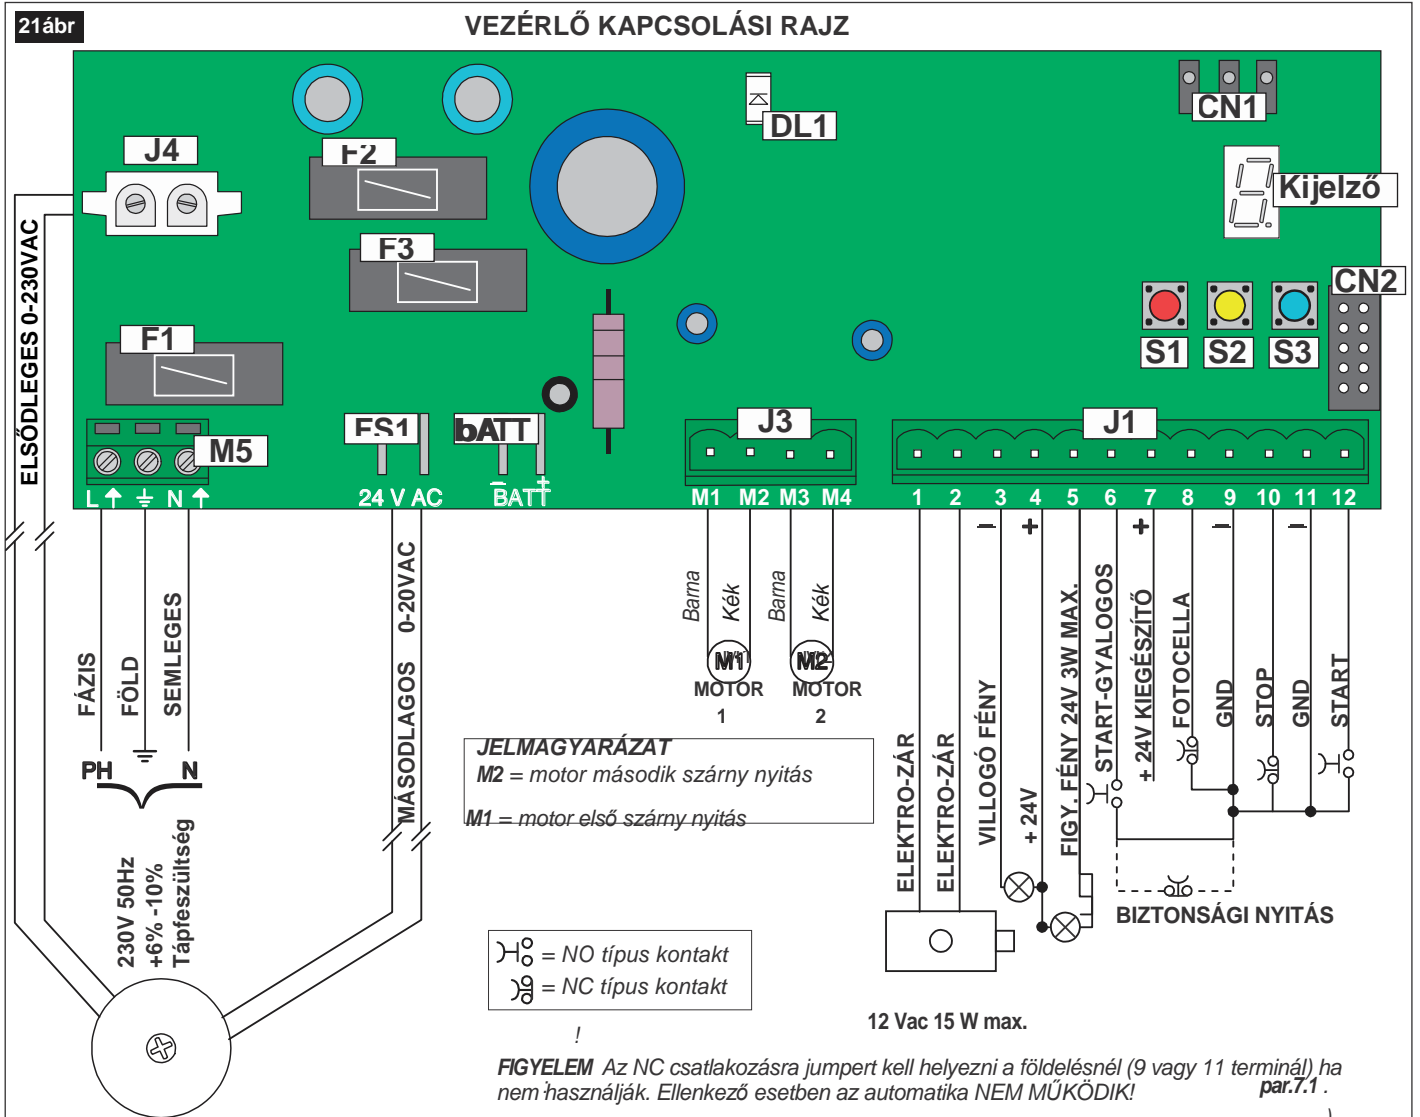 21ábr
VEZÉRLŐ KAPCSOLÁSI RAJZ
CN1
DL1
J4
F2
Kijelző
F3
CN2
F1
S1 S2 S3
M5
FS1
bATT
J3
J1
L N
24 V AC
– BATT +
M1 M2 M3 M4
1 2 3 4 5 6 7 8 9 10 11 12
– + + – –
ELSŐDLEGES 0-230VAC
FÁZIS
FÖLD
SEMLEGES
MÁSODLAGOS 0-20VAC
Barna
Kék
Barna
Kék
M1
M2
MOTOR
1
MOTOR
2
ELEKTRO-ZÁR
ELEKTRO-ZÁR
VILLOGÓ FÉNY
+ 24V
FIGY. FÉNY 24V 3W MAX.
START-GYALOGOS
+ 24V KIEGÉSZÍTŐ
FOTOCELLA
GND
STOP
GND
START
PH N
230V 50Hz
+6% -10%
Tápfeszültség
JELMAGYARÁZAT
M2 = motor második szárny nyitás
M1 = motor első szárny nyitás
BIZTONSÁGI NYITÁS
= NO típus kontakt
= NC típus kontakt
12 Vac 15 W max.
!
FIGYELEM Az NC csatlakozásra jumpert kell helyezni a földelésnél (9 vagy 11 terminál) ha
nem használják. Ellenkező esetben az automatika NEM MŰKÖDIK!
par.7.1 .
)